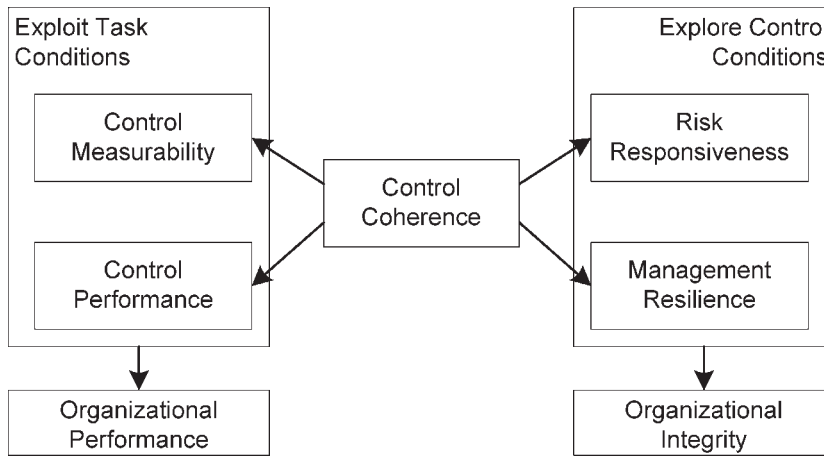 Exploit Task
Conditions
Control
Measurability
Control
Performance
Organizational
Performance
Control
Coherence
Explore Contro
Conditions
Risk
Responsiveness
Management
Resilience
Organizational
Integrity